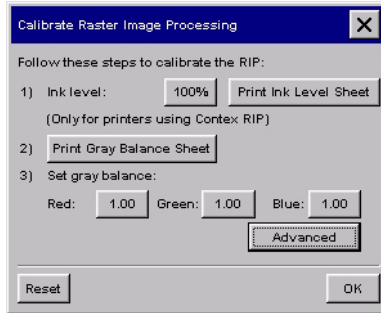 Calibrate Raster Image Processing
Follow these steps to calibrate the RIP:
1) Ink level: 100% Print Ink Level Sheet
(Only for printers using Contex RIP)
2) Print Gray Balance Sheet
3) Set gray balance:
Red: 1.00 Green: 1.00 Blue: 1.00
Advanced
Reset OK